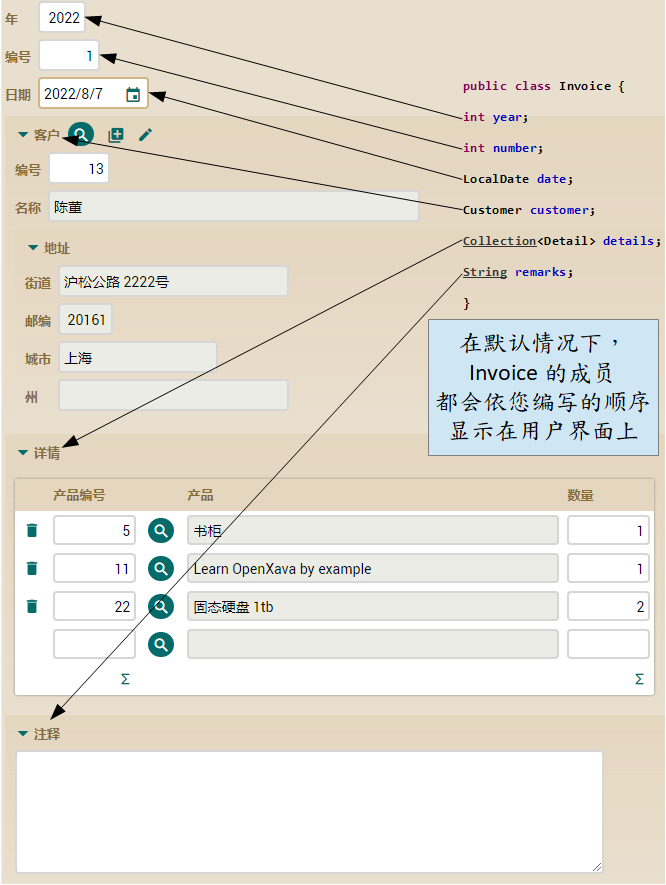 年 2022
编号 1
日期 2022/8/7
客户
编号 13
名称 陈董
地址
街道 沪松公路 2222号
邮编 20161
城市 上海
州
详情
产品编号 产品 数量
5 书柜 1
11 Learn OpenXava by example 1
22 固态硬盘 1tb 2
Σ Σ
注释
public class Invoice {
int year;
int number;
LocalDate date;
Customer customer;
Collection<Detail> details;
String remarks;
}
在默认情况下，
Invoice 的成员
都会依您编写的顺序
显示在用户界面上